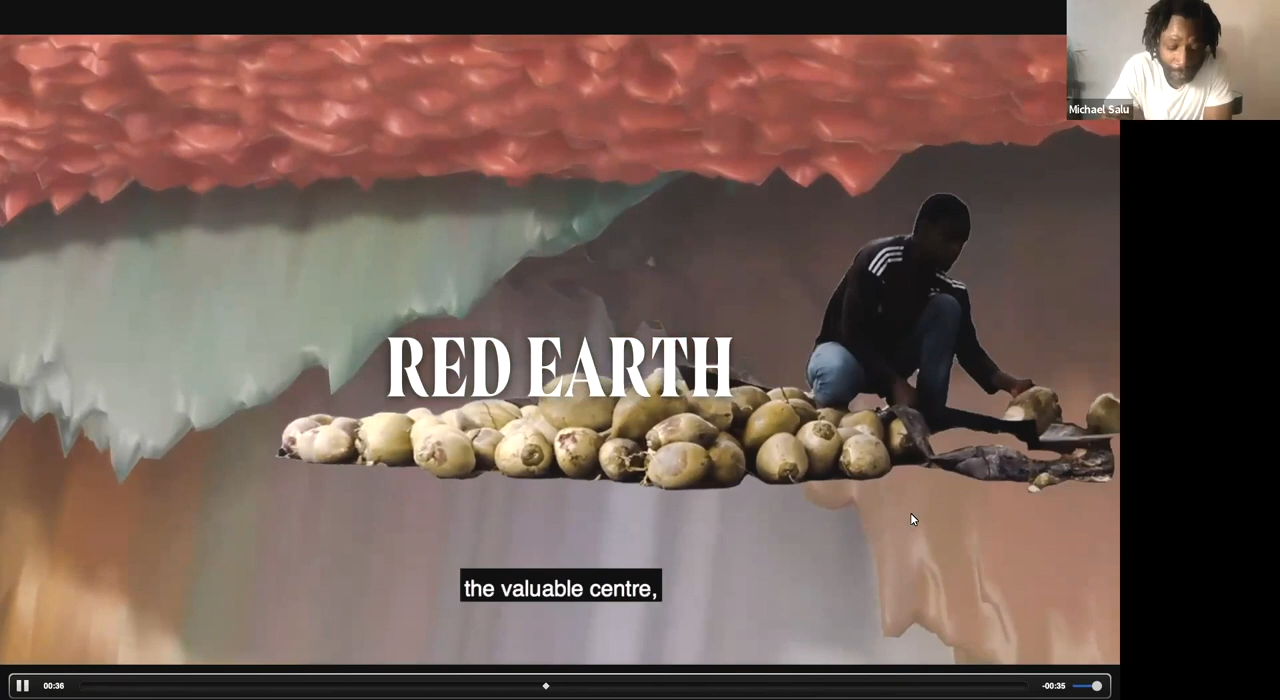 Michael Salu
RED EARTH
the valuable centre,
00:36
-00:35